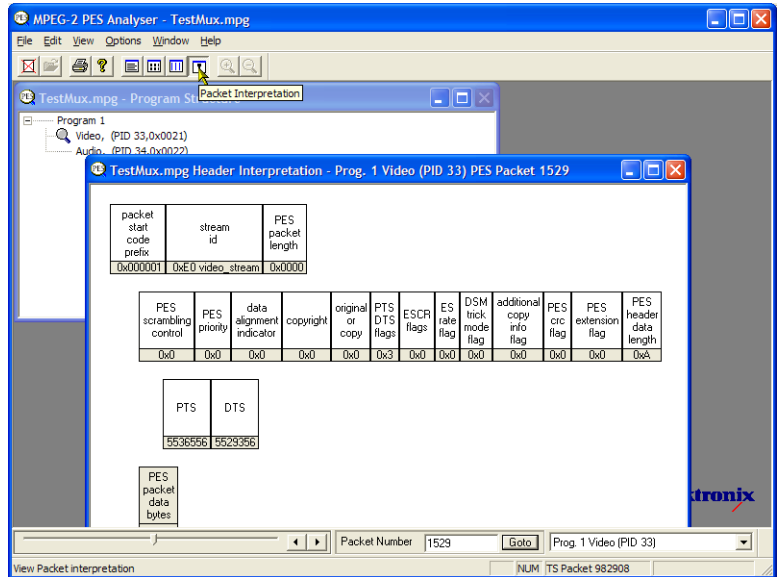 MPEG-2 PES Analyser - TestMux.mpg
File Edit View Options Window Help
Packet Interpretation
TestMux.mpg - Program St
Program 1
Video, (PID 33,0x0021)
Audio, (PID 34,0x0022)
TestMux.mpg Header Interpretation - Prog. 1 Video (PID 33) PES Packet 1529
packet start code prefix
stream id
PES packet length
0x000001 0xE0 video_stream 0x0000
PES scrambling control
PES priority
data alignment indicator
copyright
original or copy
PTS DTS flags
ESCR flags
ES rate flag
DSM trick mode flag
additional copy info flag
PES crc flag
PES extension flag
PES header data length
0x0 0x0 0x0 0x0 0x0 0x3 0x0 0x0 0x0 0x0 0x0 0x0 0xA
PTS DTS
5536556 5529356
PES packet data bytes
ktronix
Packet Number 1529 Goto Prog. 1 Video (PID 33)
View Packet interpretation NUM TS Packet 982908